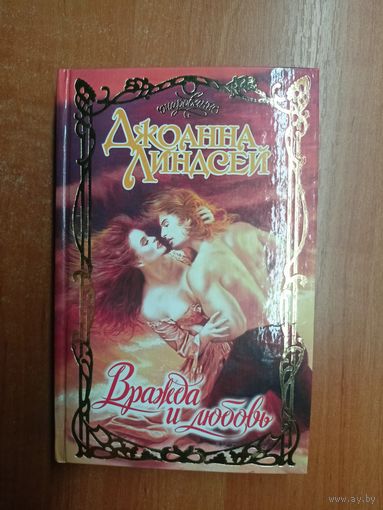 Очарование
Джоанна
Линдсей
Вражда
и любовь
www.ay.by